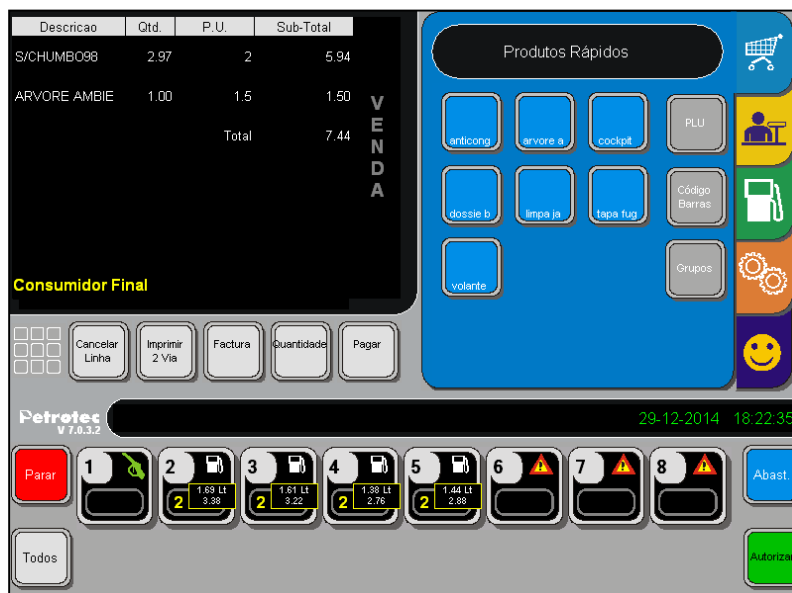 Descricao Qtd. P.U. Sub-Total
S/CHUMBO98 2.97 2 5.94
ARVORE AMBIE 1.00 1.5 1.50
Total 7.44
VENDA
Consumidor Final
Produtos Rápidos
anticong arvore a cockpit PLU
dossie b limpa ja tapa fug Código
Barras
volante Grupos
Cancelar
Linha
Imprimir
2 Via
Factura
Quantidade
Pagar
Petrotec
V 7.0.3.2
29-12-2014 18:22:35
Parar
1
2
2 1.69 Lt
3.38
3
2 1.61 Lt
3.22
4
2 1.38 Lt
2.76
5
2 1.44 Lt
2.88
6
7
8
Abast.
Todos
Autorizar